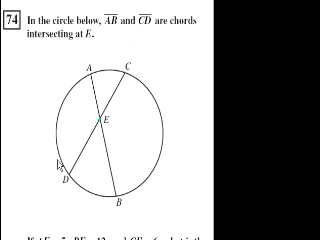 74 In the circle below, AB and CD are chords
intersecting at E.
A
C
E
D
B